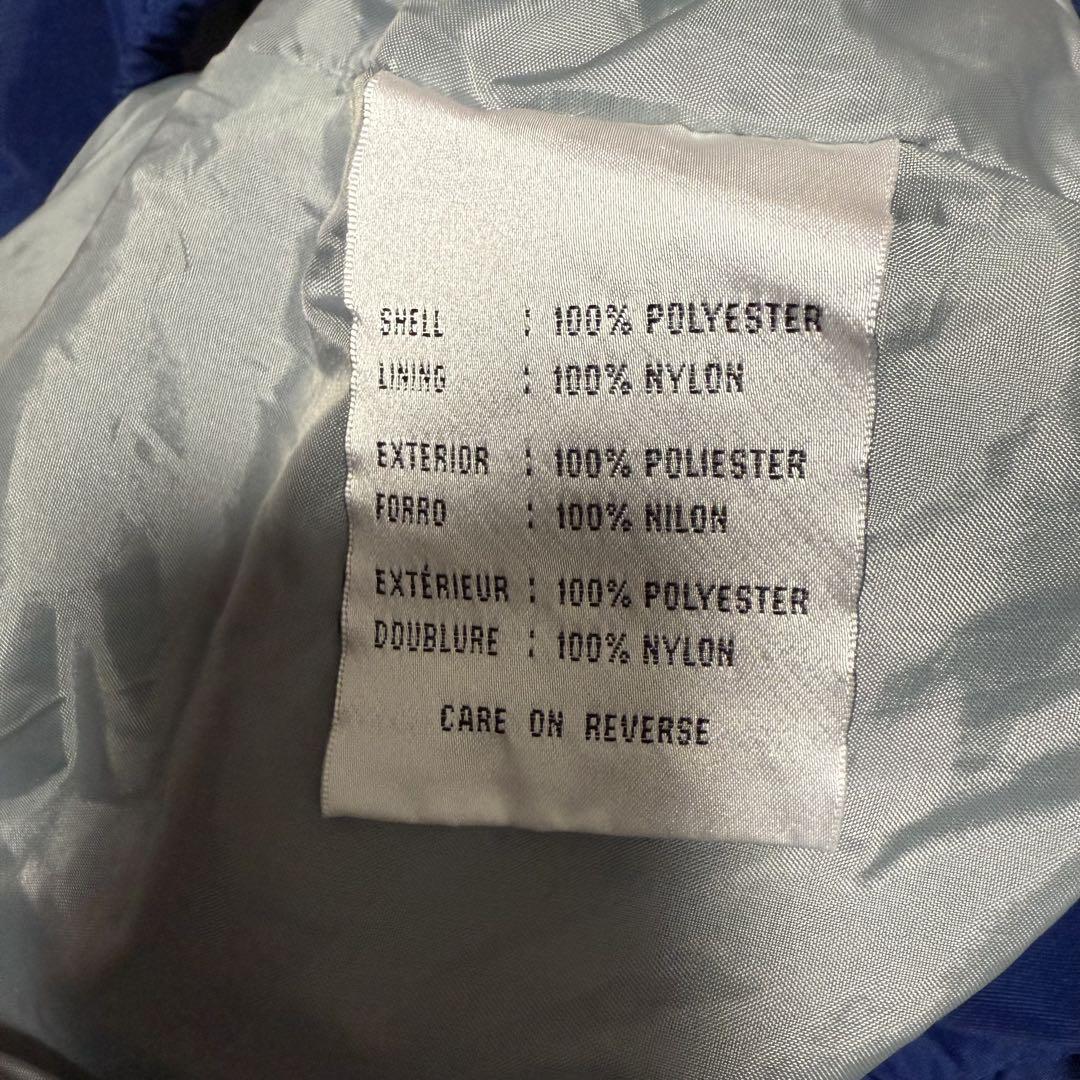 SHELL : 100% POLYESTER
LINING : 100% NYLON
EXTERIOR : 100% POLIESTER
FORRO : 100% NILON
EXTÉRIEUR : 100% POLYESTER
DOUBLURE : 100% NYLON
CARE ON REVERSE